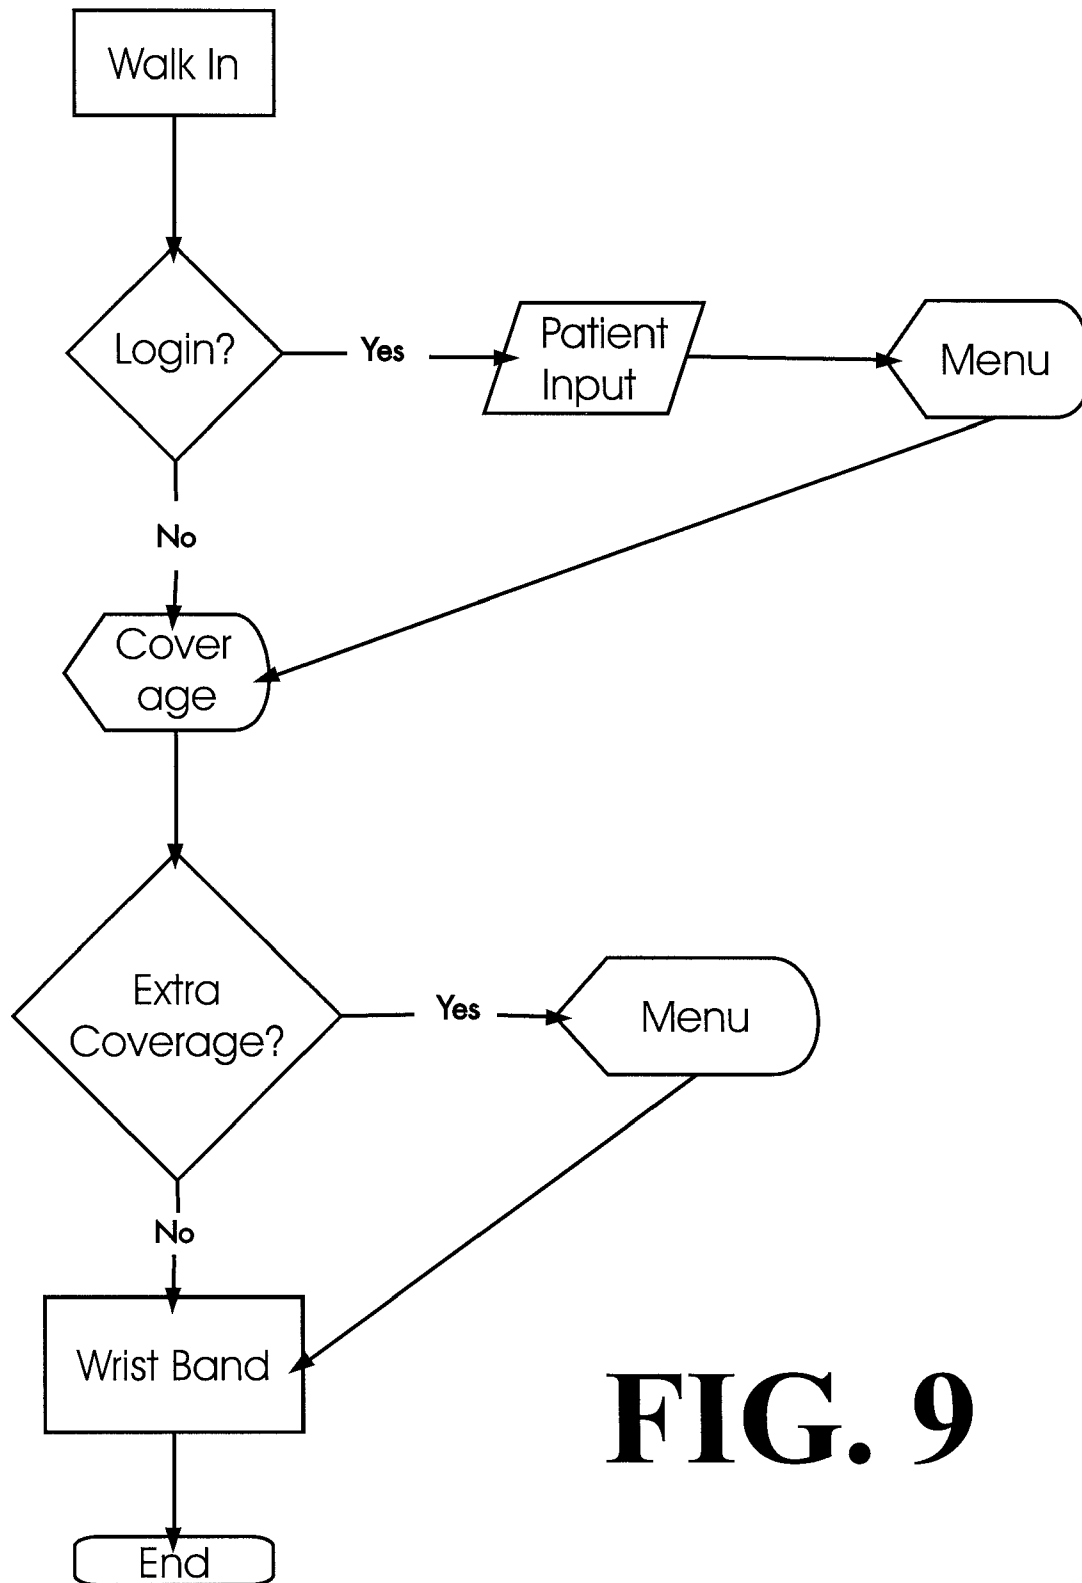 Walk In
Login?
Yes
Patient
Input
Menu
No
Cover
age
Extra
Coverage?
Yes
Menu
No
Wrist Band
FIG. 9
End